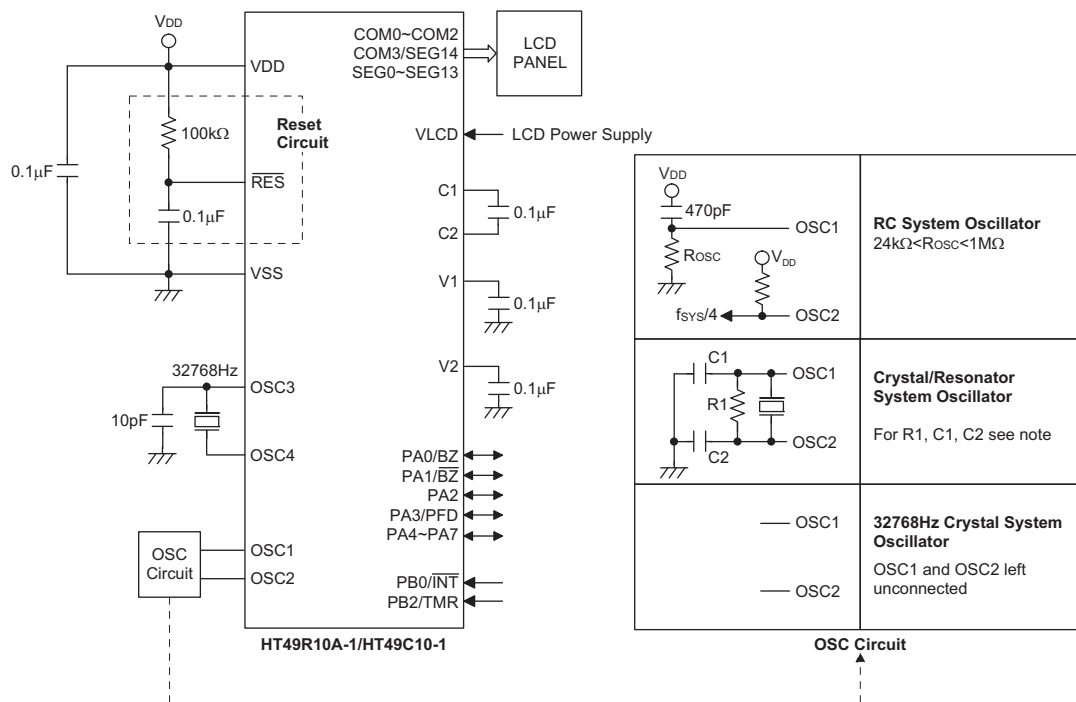 VDD
VDD
100kΩ
Reset
Circuit
0.1µF
RES
0.1µF
VSS
32768Hz
OSC3
10pF
OSC4
OSC
Circuit
OSC1
OSC2
COM0~COM2
COM3/SEG14
SEG0~SEG13
LCD
PANEL
VLCD
LCD Power Supply
C1
0.1µF
C2
V1
0.1µF
V2
0.1µF
PA0/BZ
PA1/BZ
PA2
PA3/PFD
PA4~PA7
PB0/INT
PB2/TMR
HT49R10A-1/HT49C10-1
VDD
470pF
OSC1
ROSC
VDD
fSYS/4
OSC2
RC System Oscillator
24kΩ<ROSC<1MΩ
C1
OSC1
R1
OSC2
C2
Crystal/Resonator
System Oscillator
For R1, C1, C2 see note
OSC1
OSC2
32768Hz Crystal System
Oscillator
OSC1 and OSC2 left
unconnected
OSC Circuit